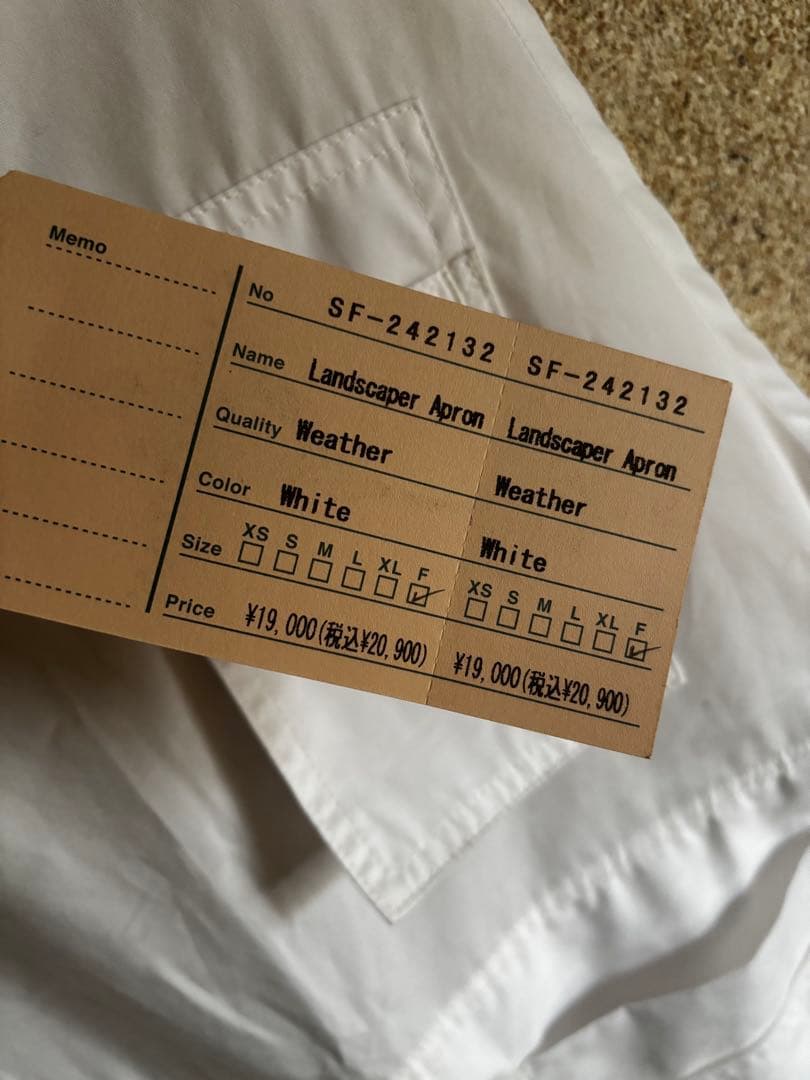 Memo
No SF-242132 SF-242132
Name Landscaper Apron Landscaper Apron
Quality Weather Weather
Color White White
XS S M L XL F XS S M L XL F
Size
Price ¥19,000(税込¥20,900) ¥19,000(税込¥20,900)